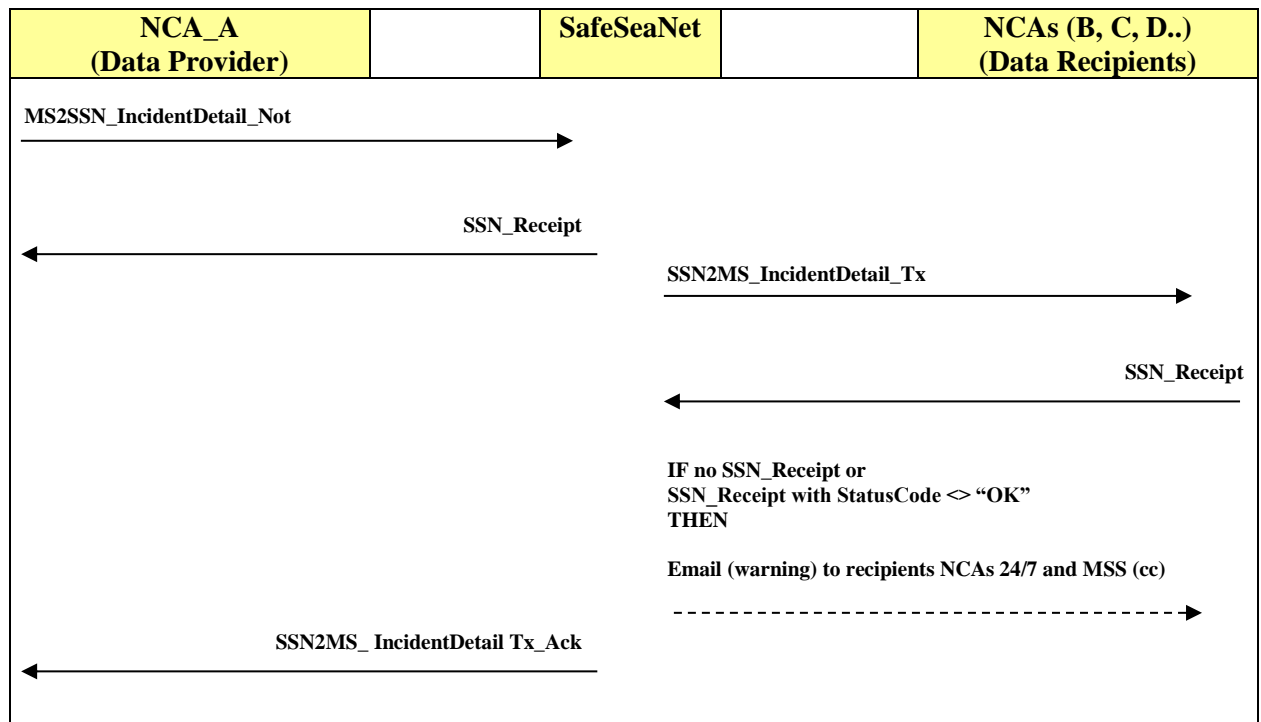 NCA_A
(Data Provider)
SafeSeaNet
NCAs (B, C, D..)
(Data Recipients)
MS2SSN_IncidentDetail_Not
SSN_Receipt
SSN2MS_IncidentDetail_Tx
SSN_Receipt
IF no SSN_Receipt or
SSN_Receipt with StatusCode <> “OK”
THEN
Email (warning) to recipients NCAs 24/7 and MSS (cc)
SSN2MS_ IncidentDetail Tx_Ack